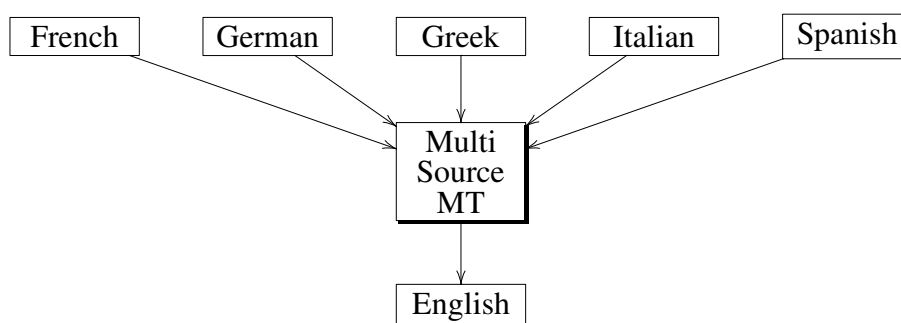 French
German
Greek
Italian
Spanish
Multi
Source
MT
English